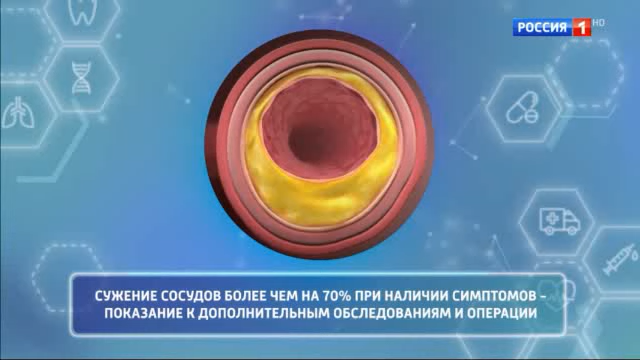 РОССИЯ 1 HD
СУЖЕНИЕ СОСУДОВ БОЛЕЕ ЧЕМ НА 70% ПРИ НАЛИЧИИ СИМПТОМОВ -
ПОКАЗАНИЕ К ДОПОЛНИТЕЛЬНЫМ ОБСЛЕДОВАНИЯМ И ОПЕРАЦИИ